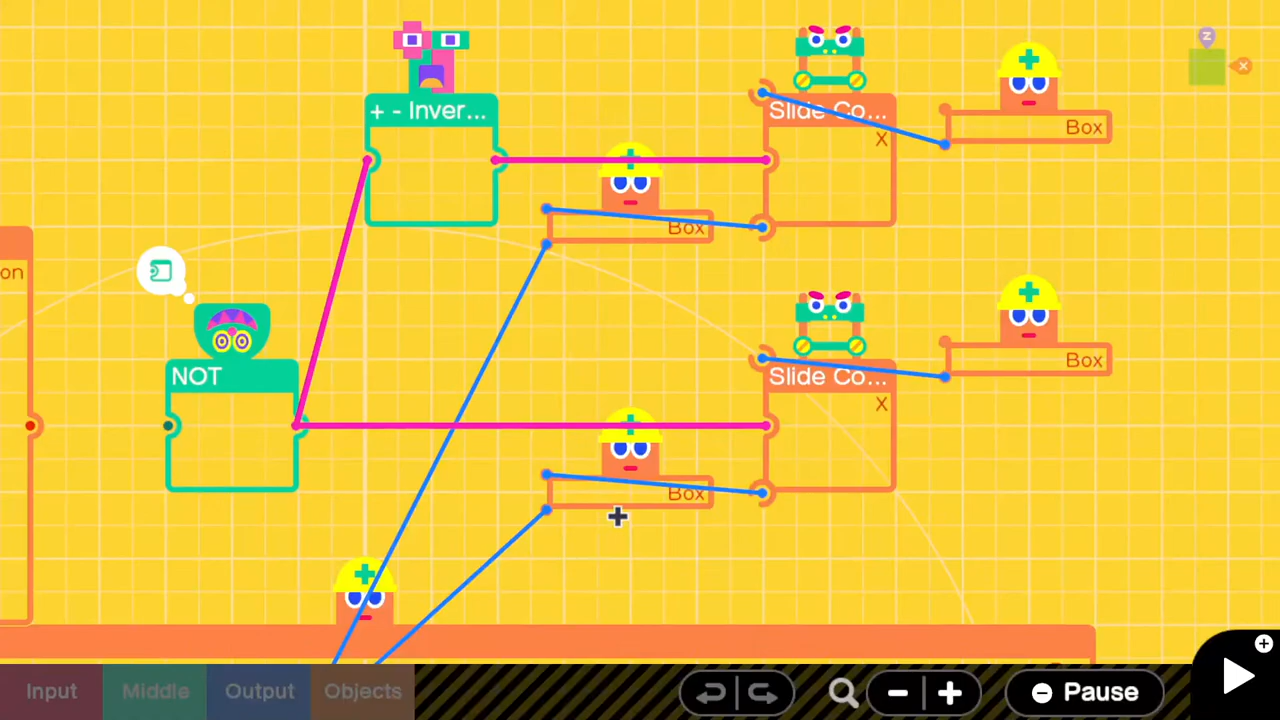 + - Inver...
Slide Co...
X
Box
Z
X
Box
on
NOT
Slide Co...
X
Box
Box
Input
Middle
Output
Objects
Pause